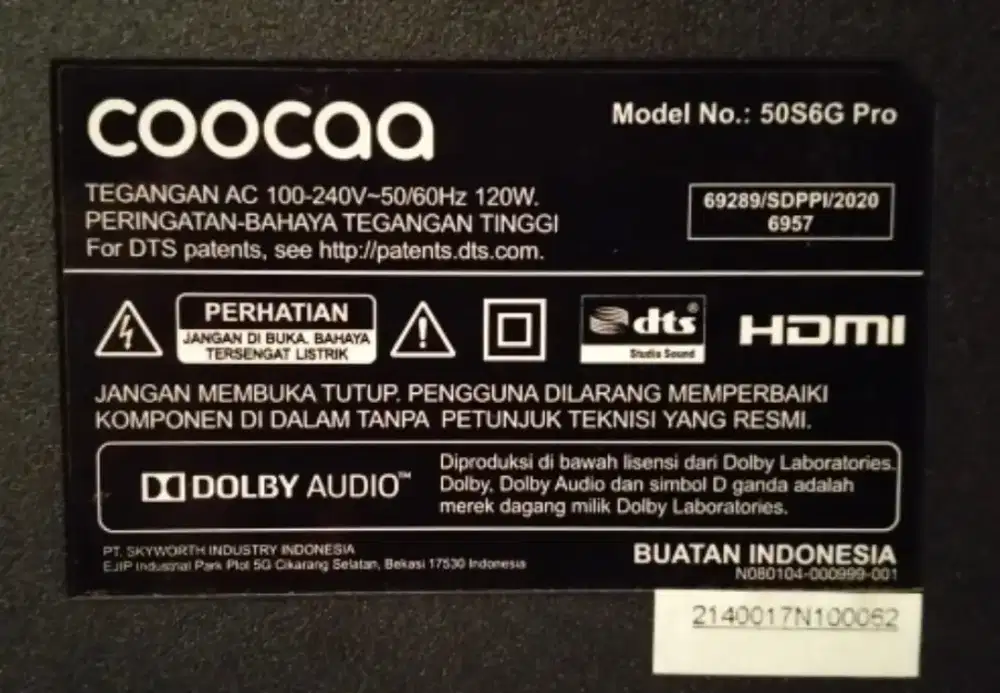 coocaa
Model No.: 50S6G Pro
TEGANGAN AC 100-240V~50/60Hz 120W.
PERINGATAN-BAHAYA TEGANGAN TINGGI
For DTS patents, see http://patents.dts.com.
69289/SDPPI/2020
6957
PERHATIAN
JANGAN DI BUKA. BAHAYA
TERSENGAT LISTRIK
dts
Studio Sound
HDMI
JANGAN MEMBUKA TUTUP. PENGGUNA DILARANG MEMPERBAIKI
KOMPONEN DI DALAM TANPA PETUNJUK TEKNISI YANG RESMI.
DOLBY AUDIO™
Diproduksi di bawah lisensi dari Dolby Laboratories.
Dolby, Dolby Audio dan simbol D ganda adalah
merek dagang milik Dolby Laboratories.
PT. SKYWORTH INDUSTRY INDONESIA
EJIP Industrial Park Plot 5G Cikarang Selatan, Bekasi 17530 Indonesia
BUATAN INDONESIA
N080104-000999-001
2140017N100062